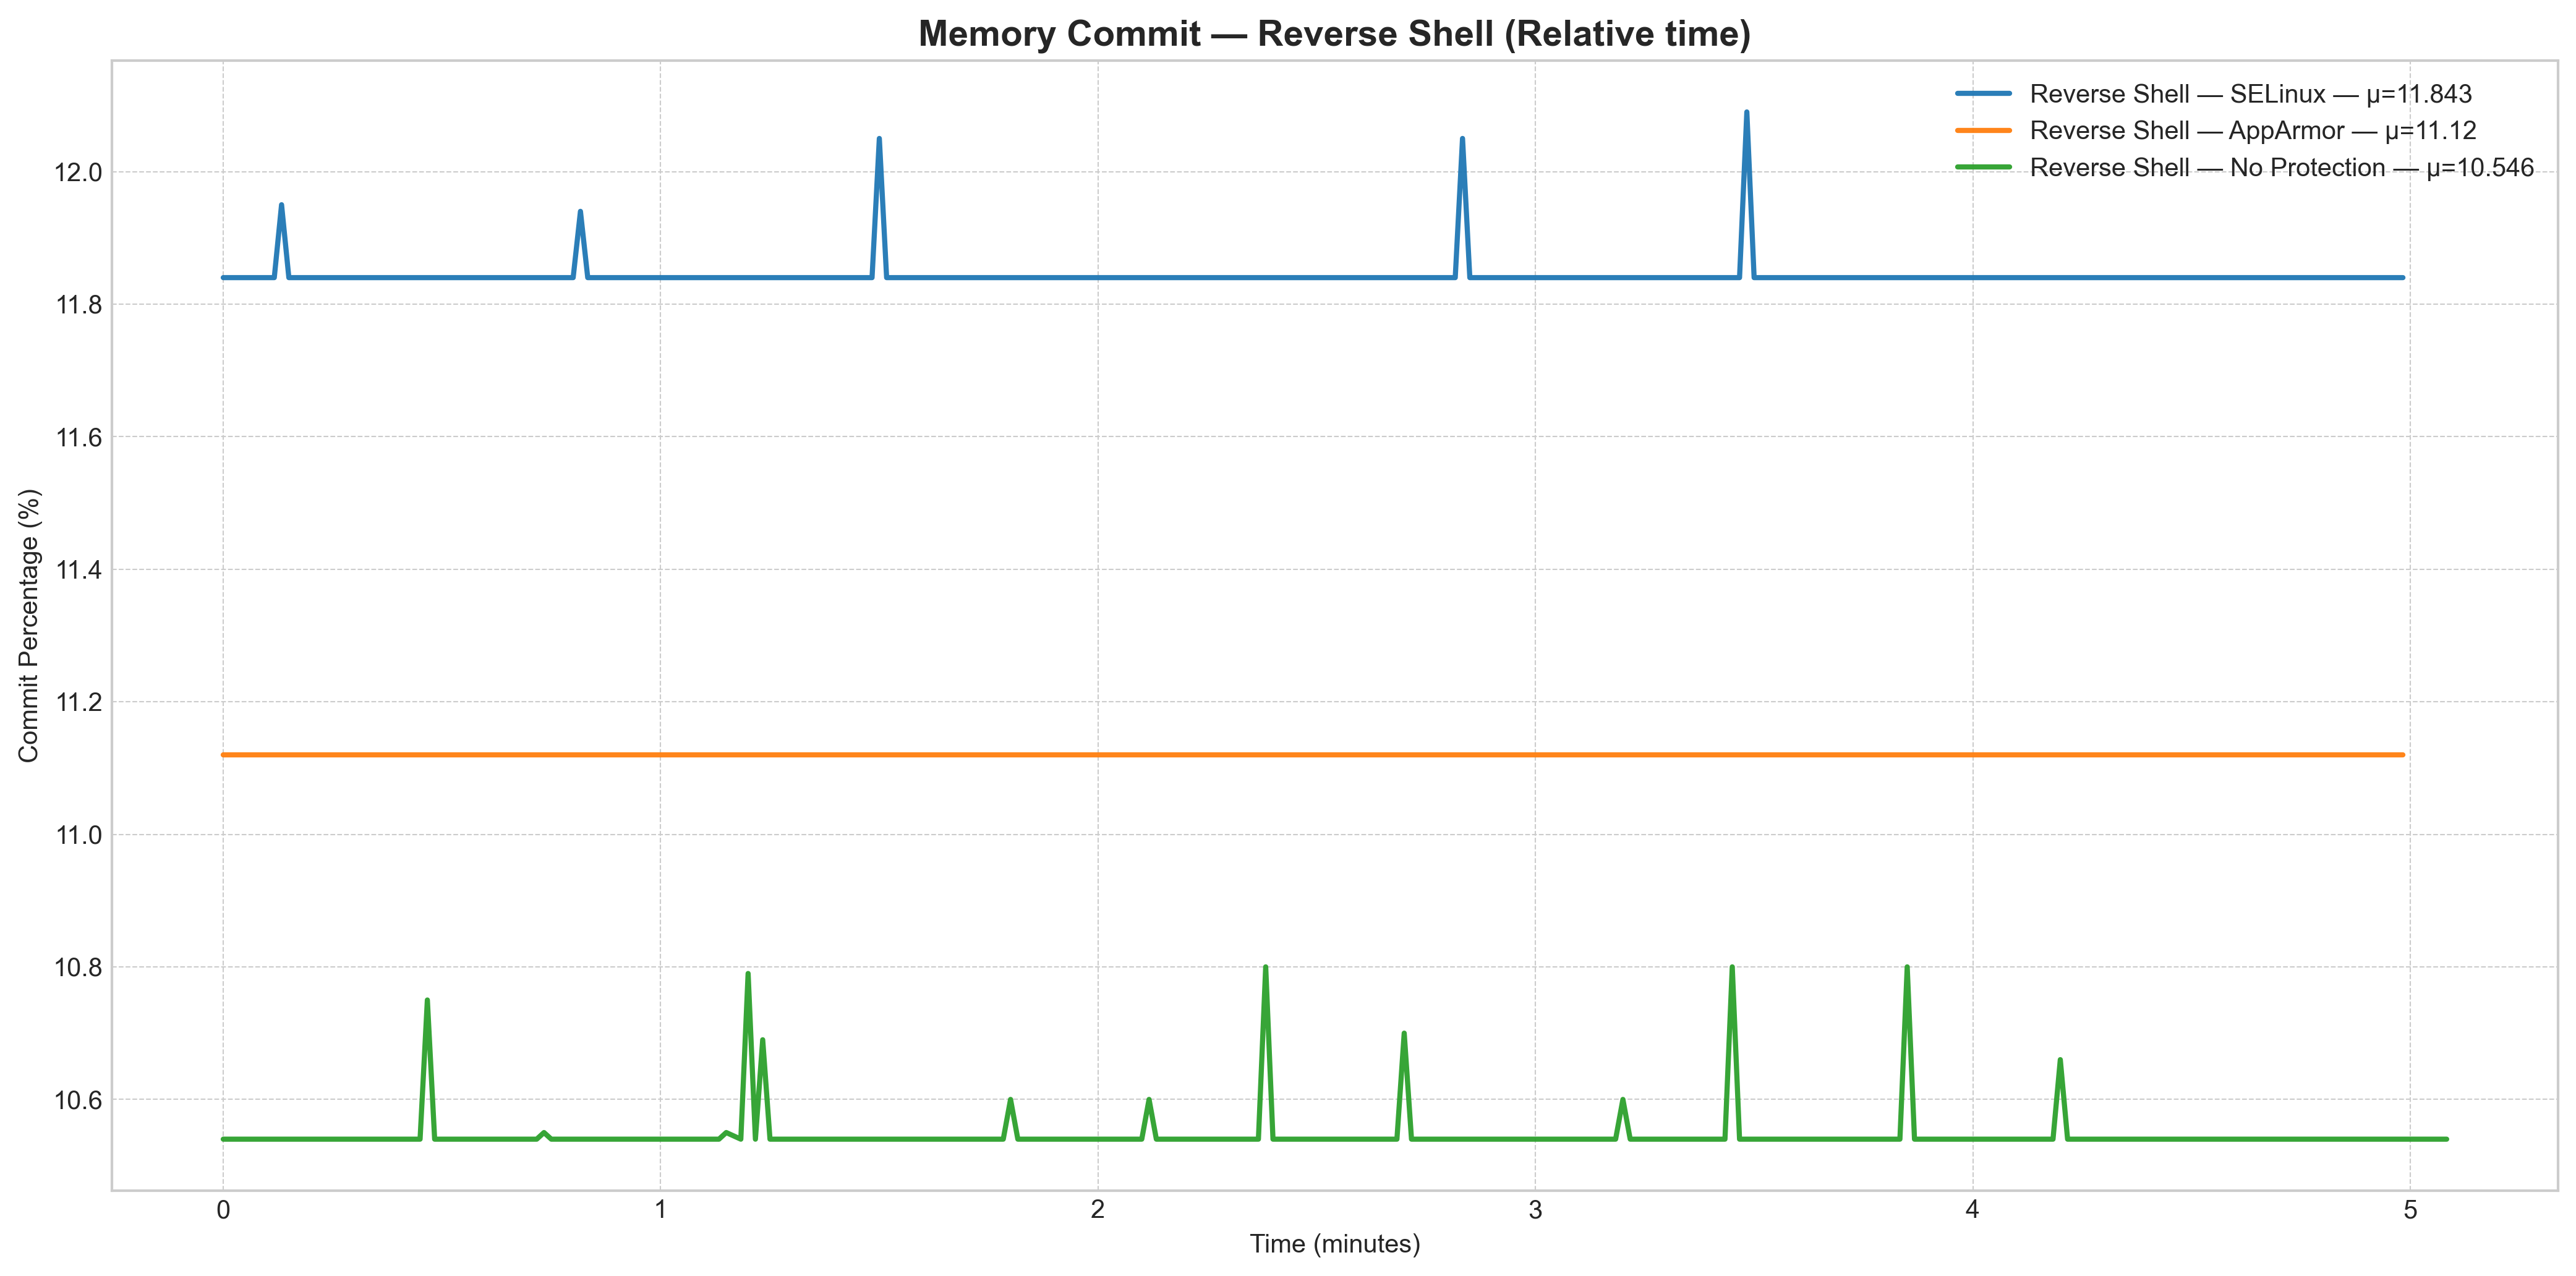 Memory Commit — Reverse Shell (Relative time)
Reverse Shell — SELinux — μ=11.843
Reverse Shell — AppArmor — μ=11.12
Reverse Shell — No Protection — μ=10.546
Commit Percentage (%)
12.0
11.8
11.6
11.4
11.2
11.0
10.8
10.6
0 1 2 3 4 5
Time (minutes)